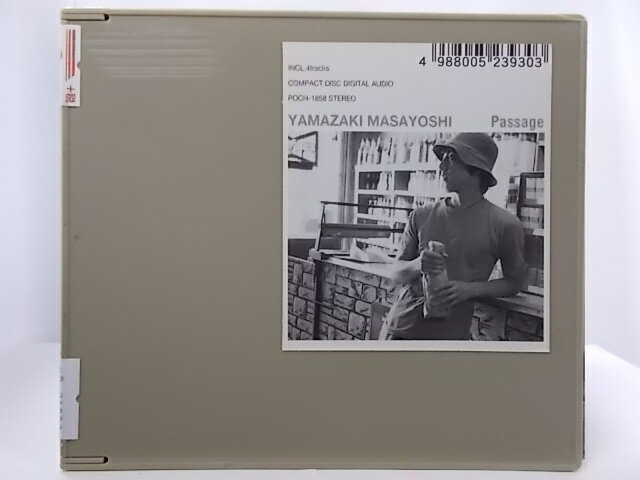 4 988005 239303
INCL.4tracks
COMPACT DISC DIGITAL AUDIO
POCH-1858 STEREO
YAMAZAKI MASAYOSHI Passage